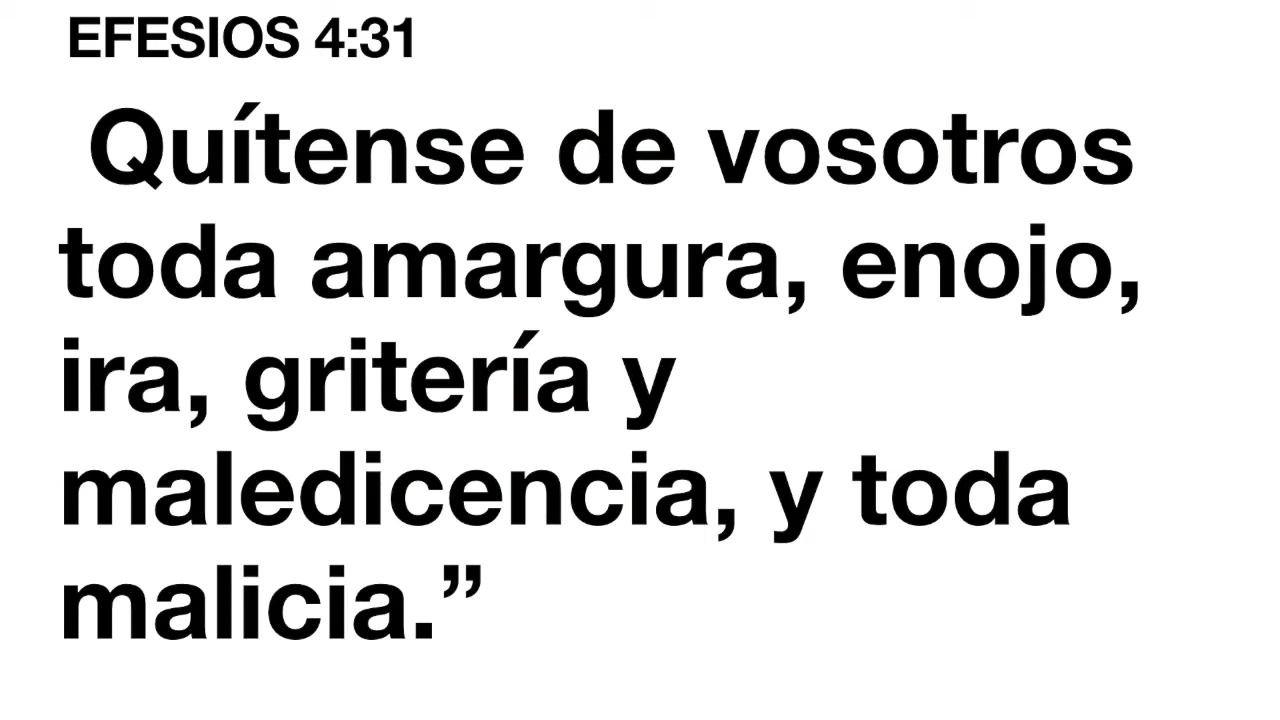 EFESIOS 4:31
Quítense de vosotros
toda amargura, enojo,
ira, gritería y
maledicencia, y toda
malicia.”